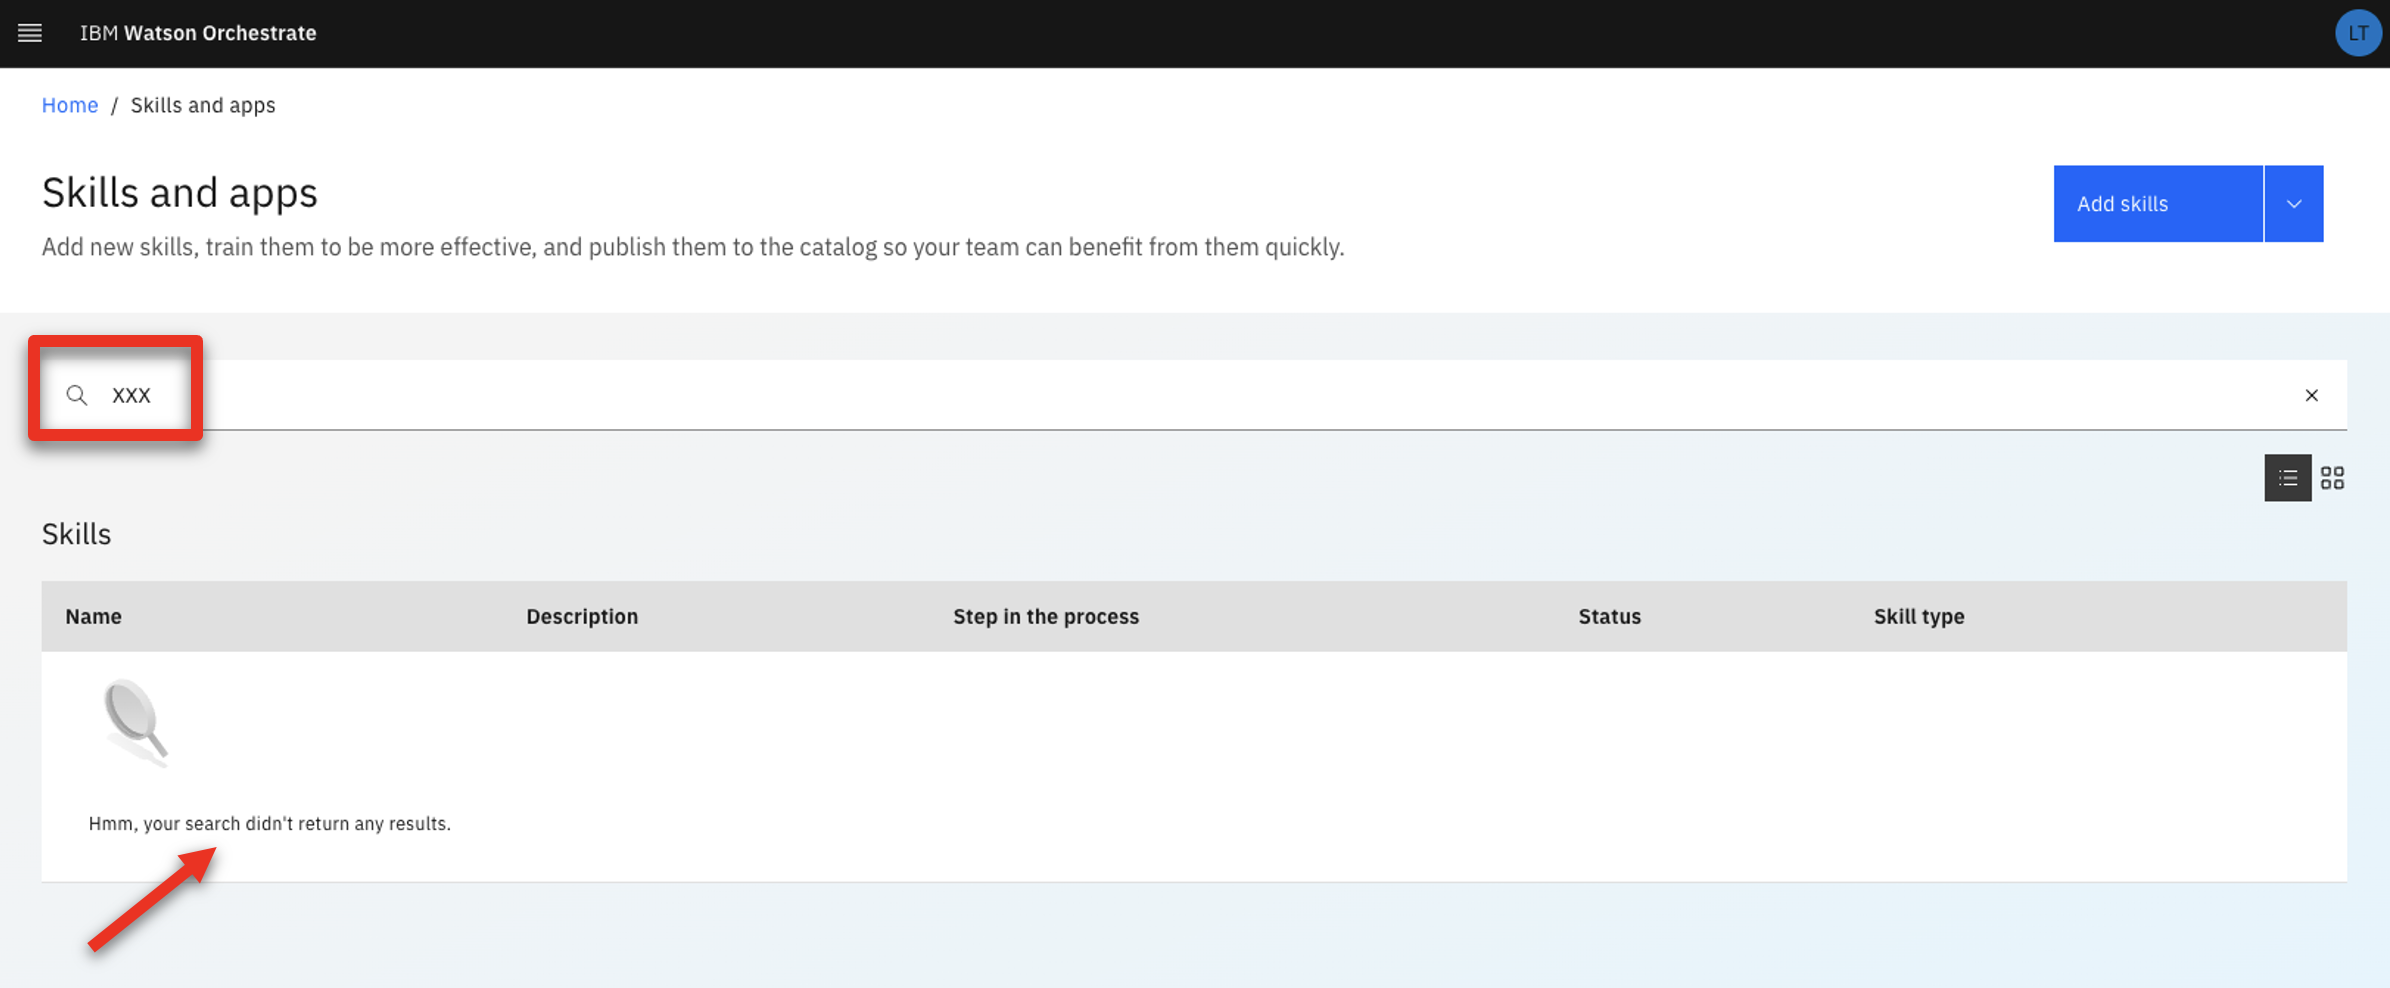 IBM Watson Orchestrate
LT
Home / Skills and apps
Skills and apps
Add skills
Add new skills, train them to be more effective, and publish them to the catalog so your team can benefit from them quickly.
XXX
Skills
Name Description Step in the process Status Skill type
Hmm, your search didn't return any results.